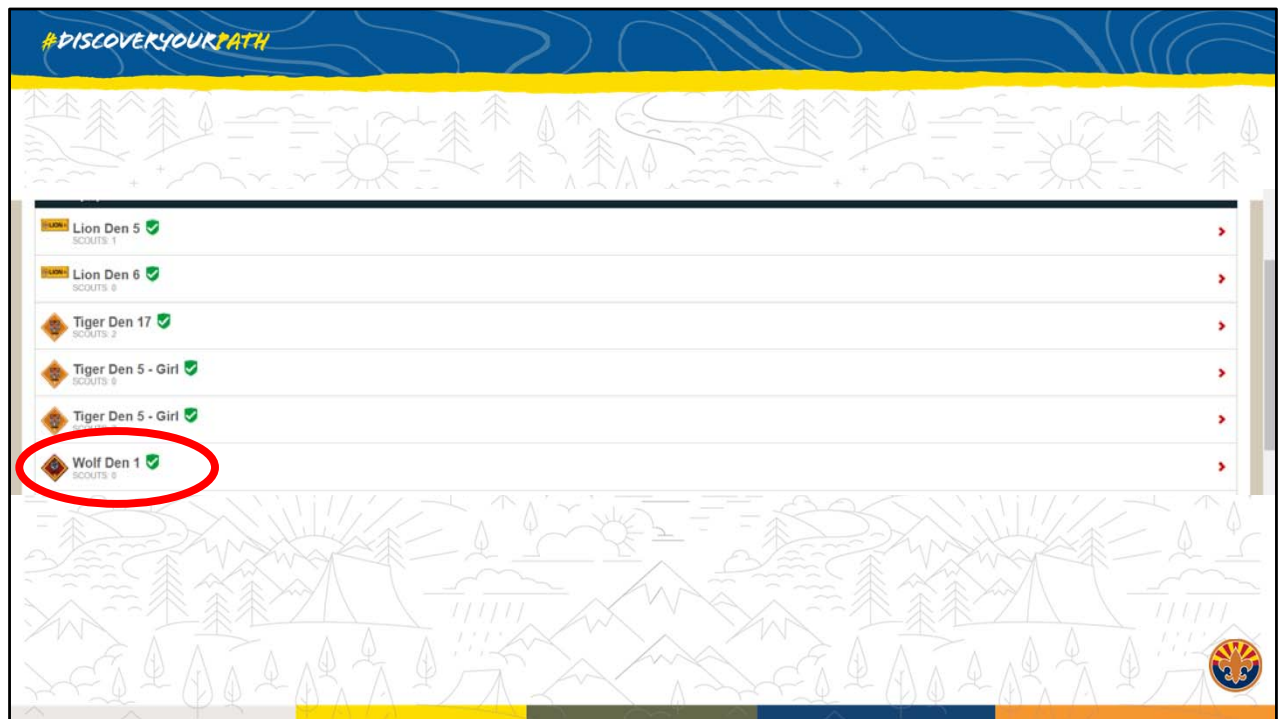 #DISCOVERYOURPATH
Lion Den 5
SCOUTS: 1
Lion Den 6
SCOUTS: 0
Tiger Den 17
SCOUTS: 2
Tiger Den 5 - Girl
SCOUTS: 0
Tiger Den 5 - Girl
Wolf Den 1
SCOUTS: 0